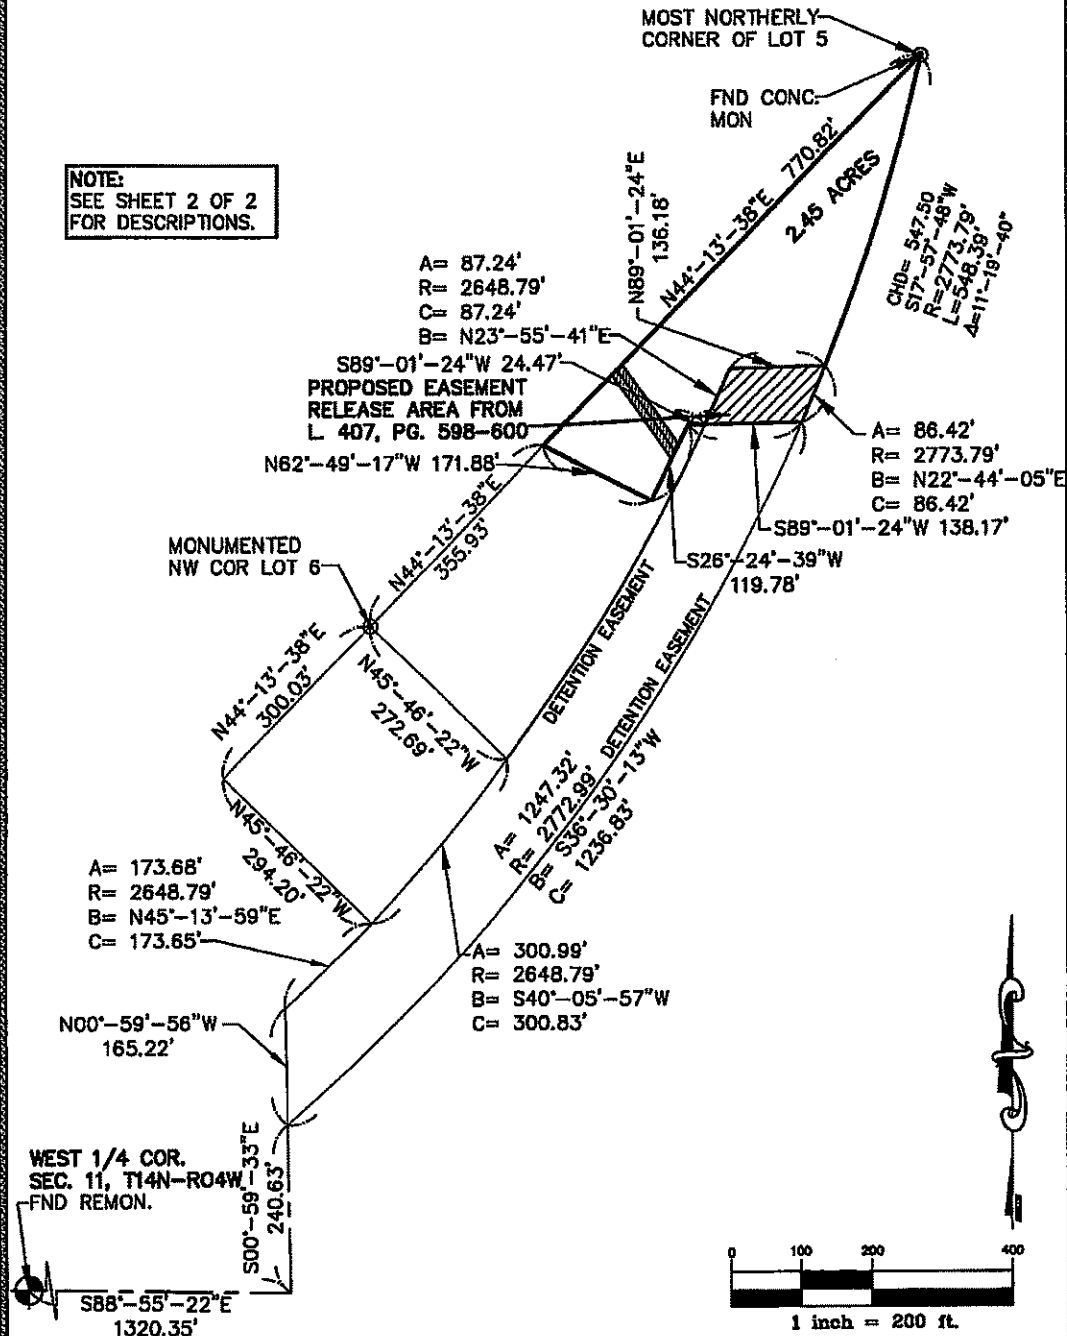 MOST NORTHERLY
CORNER OF LOT 5
FND CONC.
MON
NOTE:
SEE SHEET 2 OF 2
FOR DESCRIPTIONS.
N44°-13'-38"E 770.82'
2.45 ACRES
N89°-01'-24"E
136.18'
CHD= 547.50
S17°-57'-48"W
R=2773.79'
L=548.39'
Δ=11°-19'-40"
A= 87.24'
R= 2648.79'
C= 87.24'
B= N23°-55'-41"E
S89°-01'-24"W 24.47'
PROPOSED EASEMENT
RELEASE AREA FROM
L. 407, PG. 598-600
N62°-49'-17"W 171.88'
A= 86.42'
R= 2773.79'
B= N22°-44'-05"E
C= 86.42'
S89°-01'-24"W 138.17'
S26°-24'-39"W
119.78'
N44°-13'-38"E
355.93'
MONUMENTED
NW COR LOT 6
N44°-13'-38"E
300.03'
N45°-46'-22"W
272.69'
DETENTION EASEMENT
DETENTION EASEMENT
A= 1247.32'
R= 2772.99'
B= S36°-30'-13"W
C= 1236.83'
N45°-46'-22"W
294.20'
A= 173.68'
R= 2648.79'
B= N45°-13'-59"E
C= 173.65'
A= 300.99'
R= 2648.79'
B= S40°-05'-57"W
C= 300.83'
N00°-59'-56"W
165.22'
S00°-59'-33"E
240.63'
WEST 1/4 COR.
SEC. 11, T14N-R04W
FND REMON.
S88°-55'-22"E
1320.35'
0 100 200 400
1 inch = 200 ft.